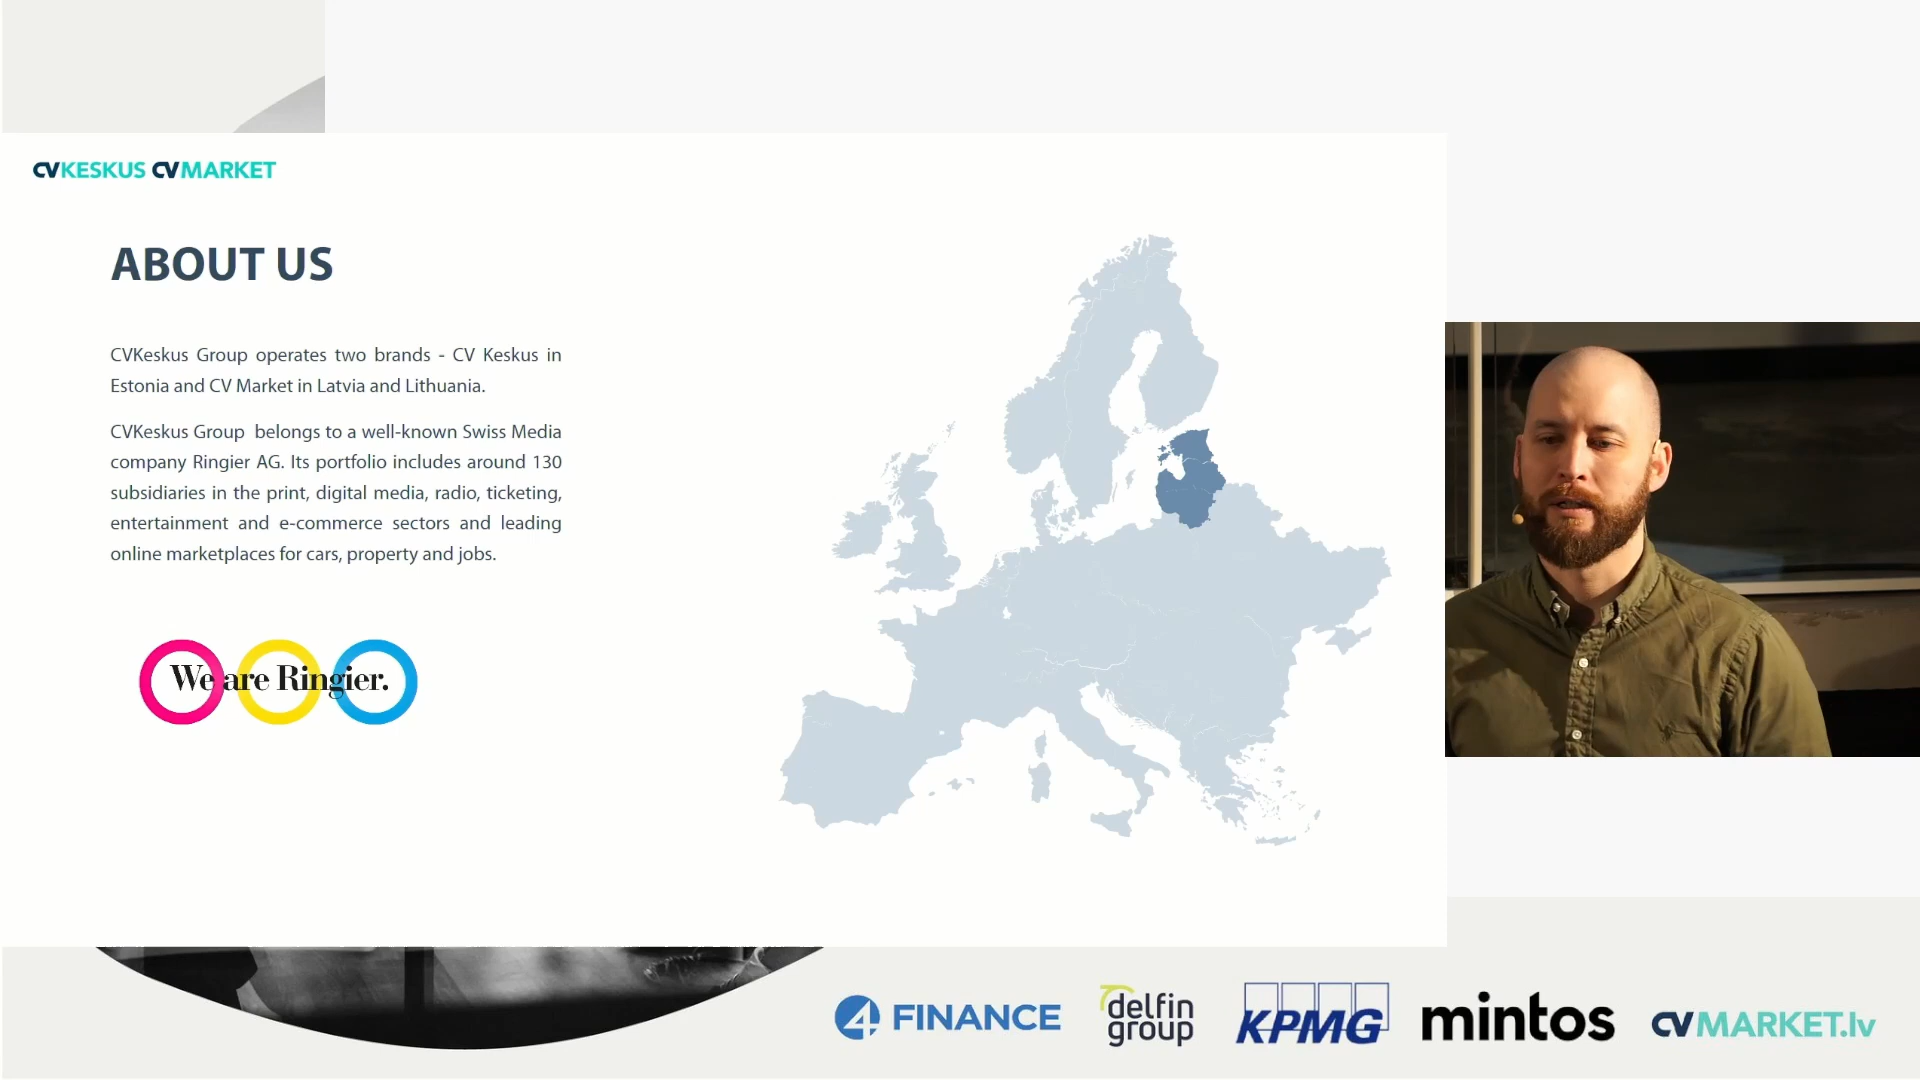 CVKESKUS CVMARKET
ABOUT US
CVKeskus Group operates two brands - CV Keskus in
Estonia and CV Market in Latvia and Lithuania.
CVKeskus Group belongs to a well-known Swiss Media
company Ringier AG. Its portfolio includes around 130
subsidiaries in the print, digital media, radio, ticketing,
entertainment and e-commerce sectors and leading
online marketplaces for cars, property and jobs.
We are Ringier.
4 FINANCE
delfin
group
KPMG
mintos
CVMARKET.lv